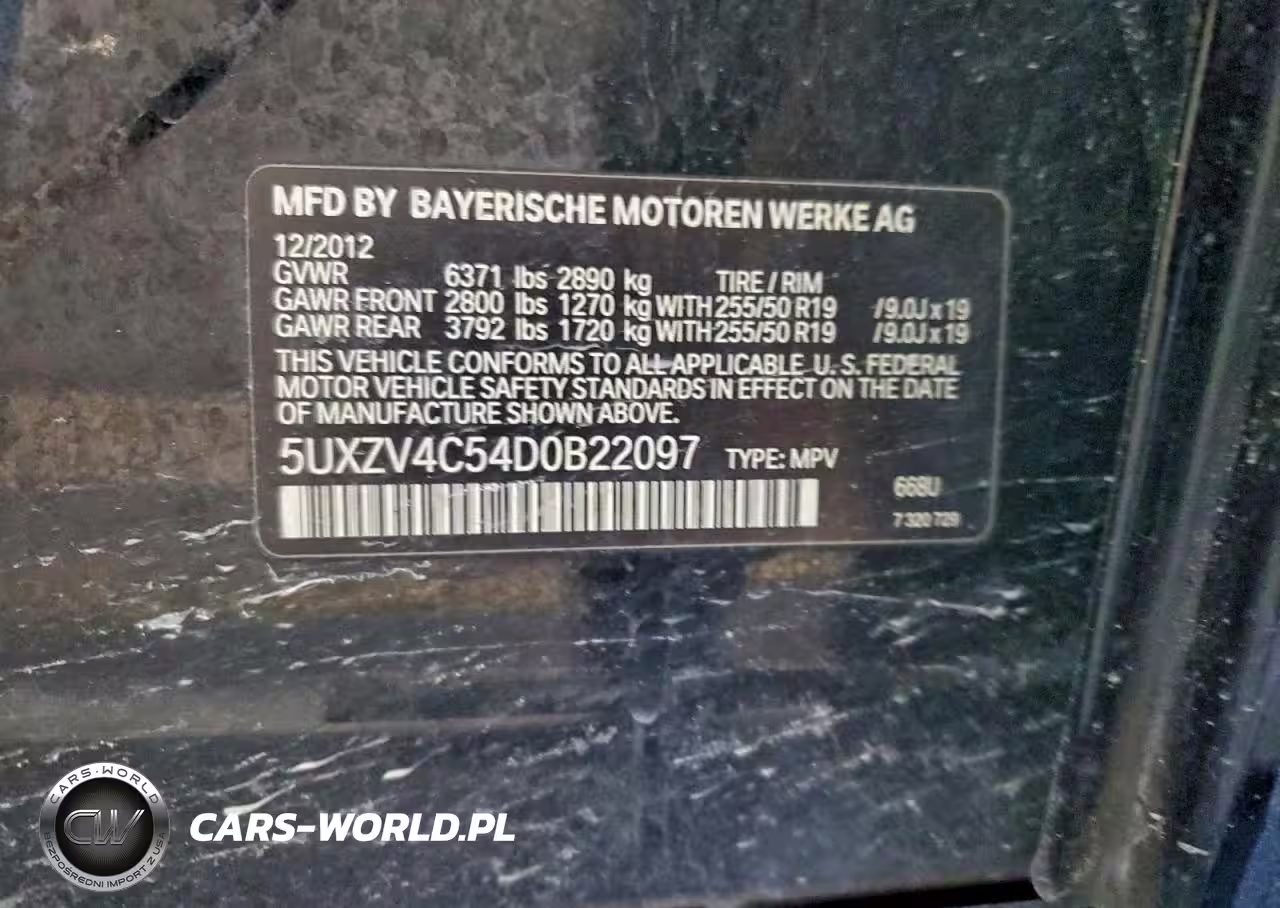 MFD BY BAYERISCHE MOTOREN WERKE AG
12/2012
GVWR 6371 lbs 2890 kg TIRE / RIM
GAWR FRONT 2800 lbs 1270 kg WITH 255/50 R19 /9.0J x 19
GAWR REAR 3792 lbs 1720 kg WITH 255/50 R19 /9.0J x 19
THIS VEHICLE CONFORMS TO ALL APPLICABLE U.S. FEDERAL
MOTOR VEHICLE SAFETY STANDARDS IN EFFECT ON THE DATE
OF MANUFACTURE SHOWN ABOVE.
5UXZV4C54D0B22097 TYPE: MPV
668U
7 320 729
CARS·WORLD
CW
BEZPOŚREDNI IMPORT Z USA
CARS-WORLD.PL